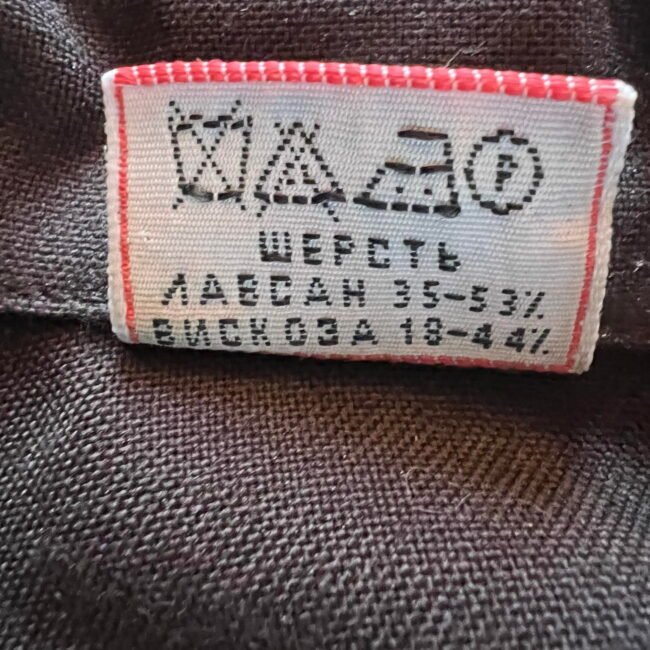 P
ШЕРСТЬ
ЛАВСАН 35-53%
ВИСКОЗА 18-44%